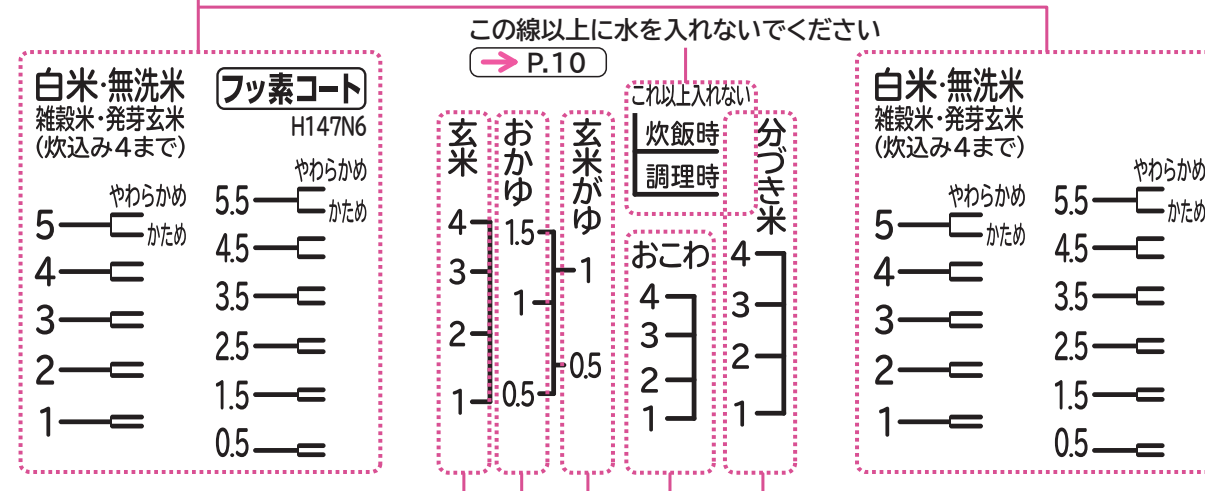 この線以上に水を入れないでください
P.10
白米・無洗米
雑穀米・発芽玄米
(炊込み4まで)
フッ素コート
H147N6
やわらかめ
かため
5
4
3
2
1
やわらかめ
かため
5.5
4.5
3.5
2.5
1.5
0.5
玄米
4
3
2
1
おかゆ
1.5
1
0.5
玄米がゆ
1
0.5
これ以上入れない
炊飯時
調理時
おこわ
4
3
2
1
分づき米
4
3
2
1
白米・無洗米
雑穀米・発芽玄米
(炊込み4まで)
やわらかめ
かため
5
4
3
2
1
やわらかめ
かため
5.5
4.5
3.5
2.5
1.5
0.5